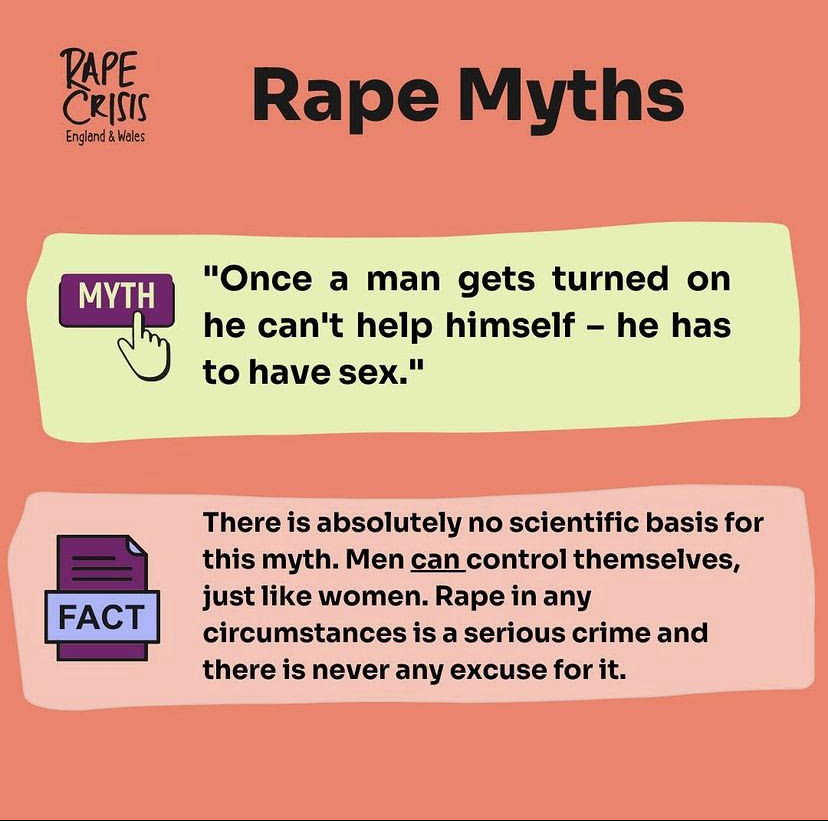 RAPE
CRISIS
England & Wales
Rape Myths
MYTH
"Once a man gets turned on
he can't help himself – he has
to have sex."
FACT
There is absolutely no scientific basis for
this myth. Men can control themselves,
just like women. Rape in any
circumstances is a serious crime and
there is never any excuse for it.